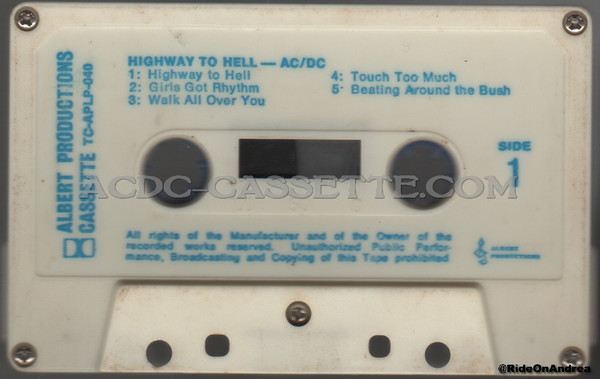 HIGHWAY TO HELL — AC/DC
1: Highway to Hell
2: Girls Got Rhythm
3: Walk All Over You
4: Touch Too Much
5: Beating Around the Bush
ALBERT PRODUCTIONS
CASSETTE TC-APLP-040
SIDE
1
ACDC-CASSETTE.COM
All rights of the Manufacturer and of the Owner of the
recorded works reserved. Unauthorized Public Perfor-
mance, Broadcasting and Copying of this Tape prohibited
ALBERT
PRODUCTIONS
@RideOnAndrea